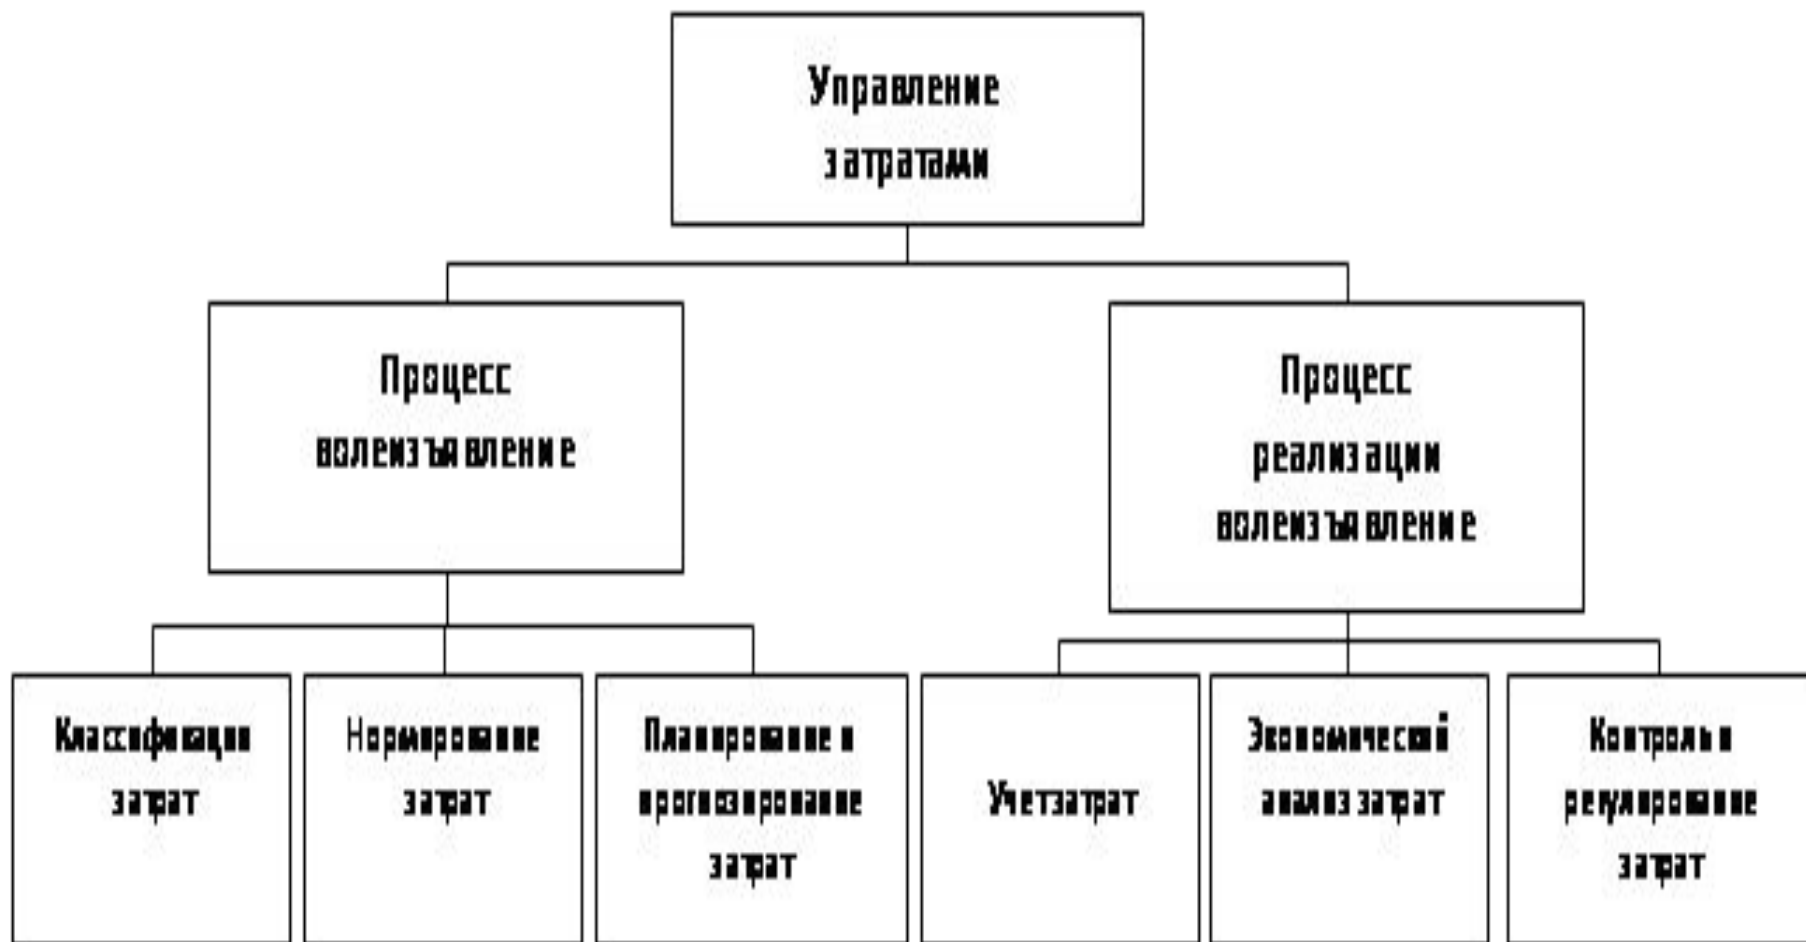 Управление
затратами
Процесс
волеизъявление
Процесс
реализации
волеизъявление
Классификация
затрат
Нормирование
затрат
Планирование и
прогнозирование
затрат
Учет затрат
Экономический
анализ затрат
Контроль и
регулирование
затрат